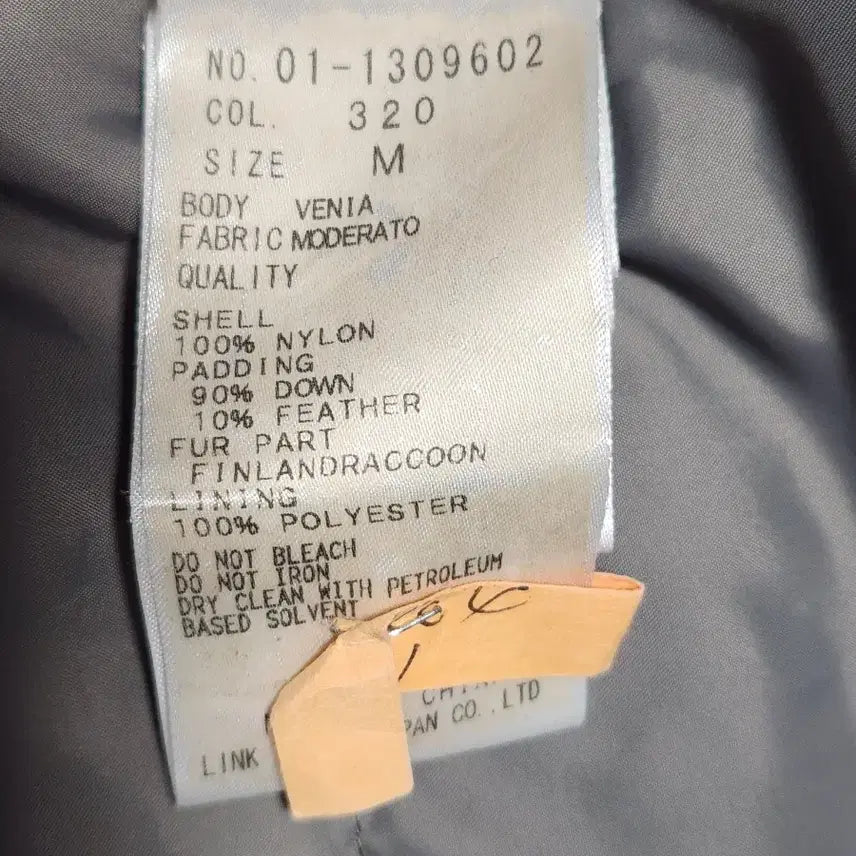 NO. 01-1309602
COL. 320
SIZE M
BODY VENIA
FABRIC MODERATO
QUALITY
SHELL
100% NYLON
PADDING
90% DOWN
10% FEATHER
FUR PART
FINLANDRACCOON
LINING
100% POLYESTER
DO NOT BLEACH
DO NOT IRON
DRY CLEAN WITH PETROLEUM
BASED SOLVENT
CO.,LTD
LINK